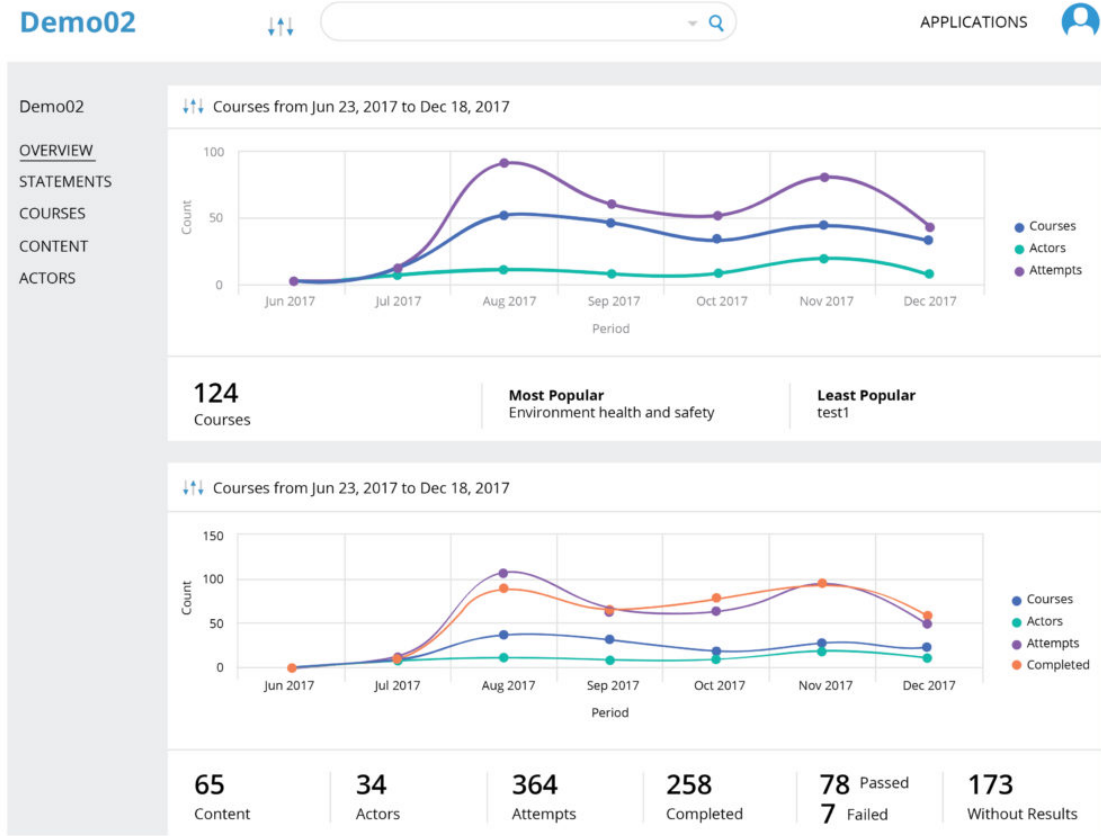 Demo02
APPLICATIONS
Demo02
OVERVIEW
STATEMENTS
COURSES
CONTENT
ACTORS
Courses from Jun 23, 2017 to Dec 18, 2017
100
50
0
Count
Jun 2017 Jul 2017 Aug 2017 Sep 2017 Oct 2017 Nov 2017 Dec 2017
Period
Courses
Actors
Attempts
124
Courses
Most Popular
Environment health and safety
Least Popular
test1
Courses from Jun 23, 2017 to Dec 18, 2017
150
100
50
0
Count
Jun 2017 Jul 2017 Aug 2017 Sep 2017 Oct 2017 Nov 2017 Dec 2017
Period
Courses
Actors
Attempts
Completed
65
Content
34
Actors
364
Attempts
258
Completed
78 Passed
7 Failed
173
Without Results